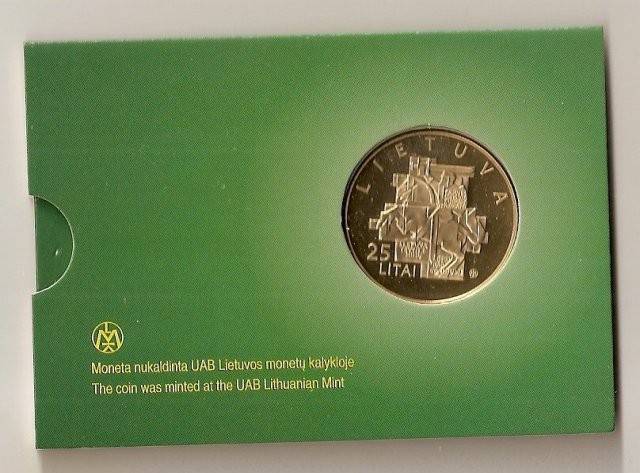 LIETUVA
25
LITAI
Moneta nukaldinta UAB Lietuvos monetų kalykloje
The coin was minted at the UAB Lithuanian Mint